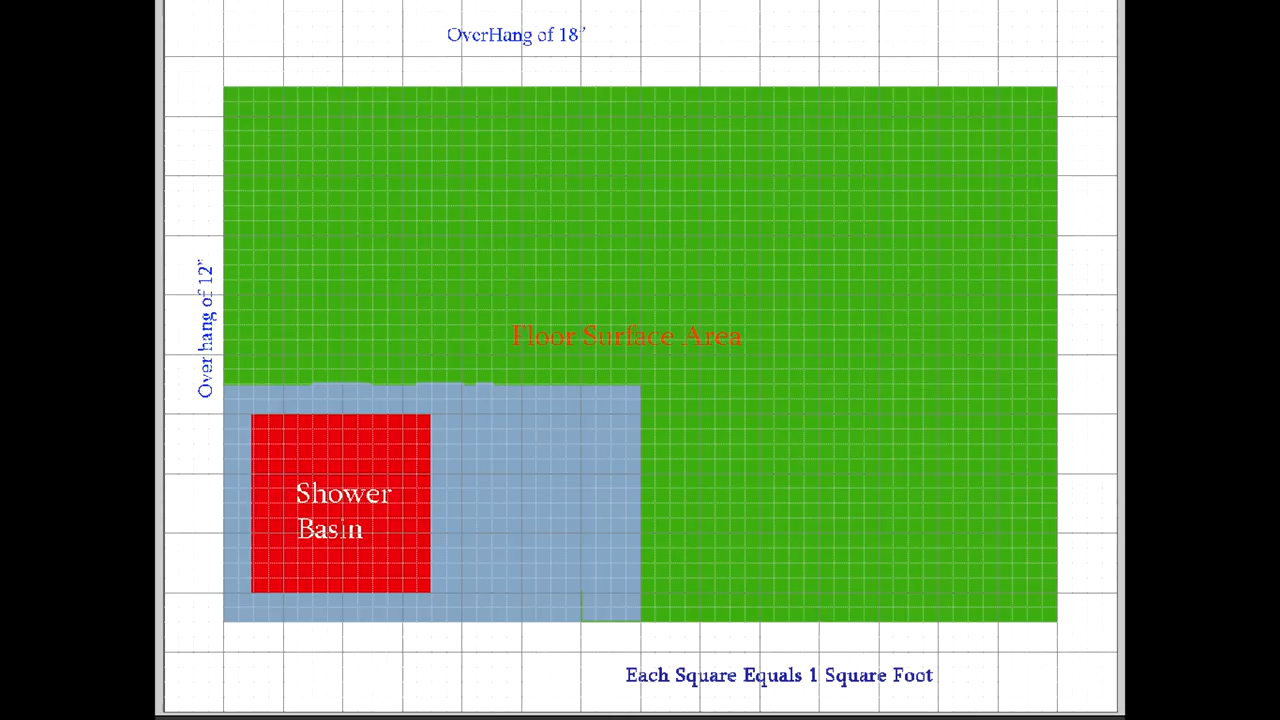 OverHang of 18”
Over hang of 12”
Floor Surface Area
Shower
Basin
Each Square Equals 1 Square Foot